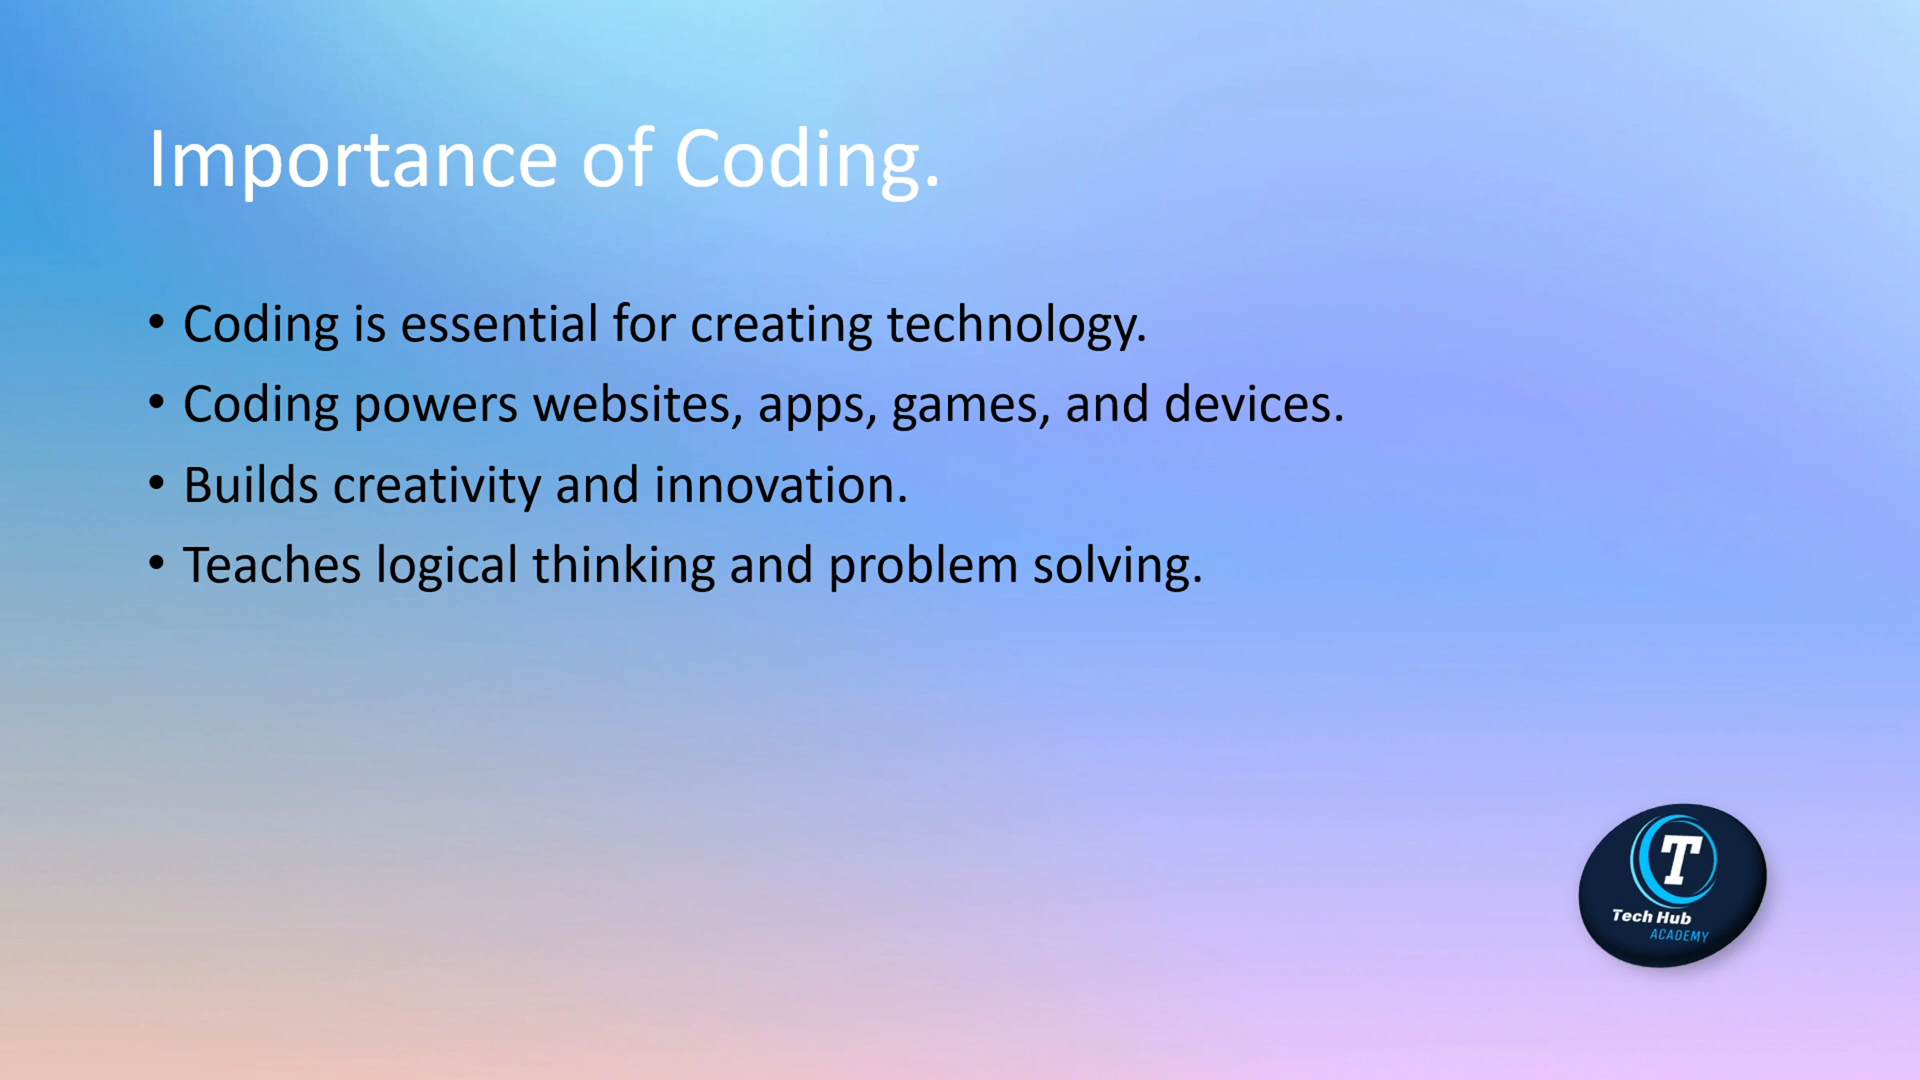 Importance of Coding.
• Coding is essential for creating technology.
• Coding powers websites, apps, games, and devices.
• Builds creativity and innovation.
• Teaches logical thinking and problem solving.
T
Tech Hub
ACADEMY